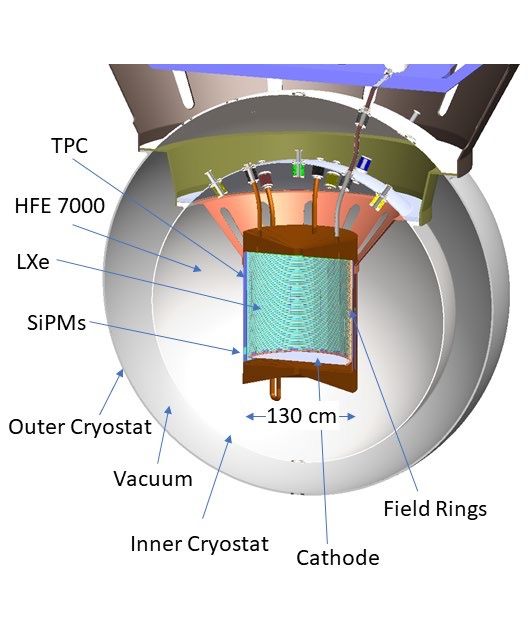 TPC
HFE 7000
LXe
SiPMs
130 cm
Outer Cryostat
Vacuum
Field Rings
Inner Cryostat
Cathode